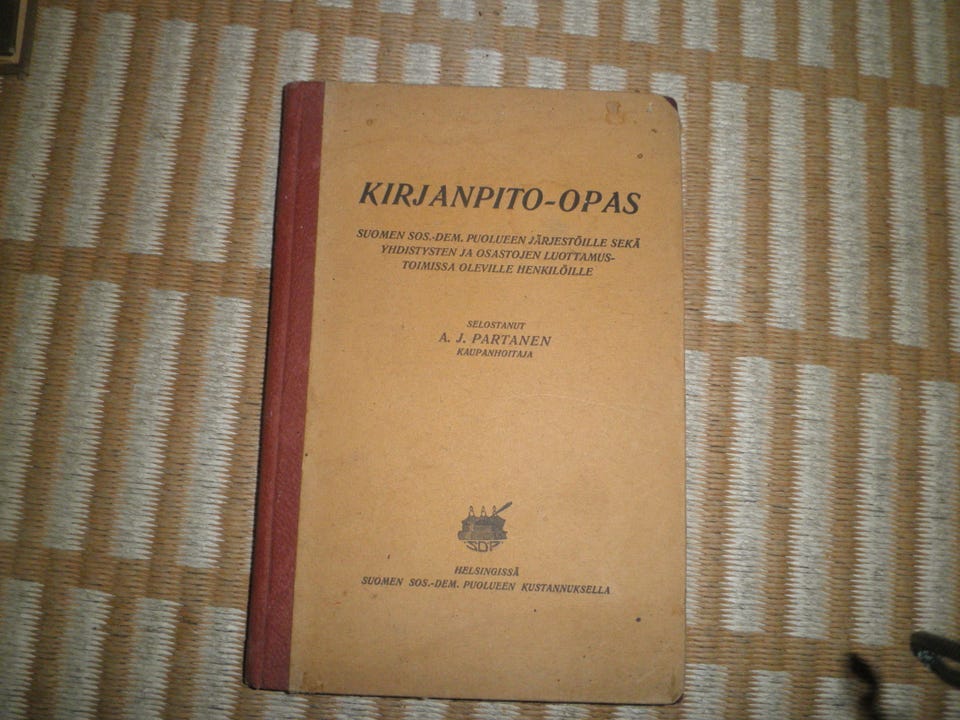 KIRJANPITO-OPAS
SUOMEN SOS.-DEM. PUOLUEEN JÄRJESTÖILLE SEKÄ
YHDISTYSTEN JA OSASTOJEN LUOTTAMUS-
TOIMISSA OLEVILLE HENKILÖILLE
SELOSTANUT
A. J. PARTANEN
KAUPANHOITAJA
SDP
HELSINGISSÄ
SUOMEN SOS.-DEM. PUOLUEEN KUSTANNUKSELLA